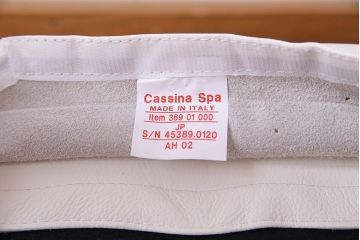 Cassina Spa
MADE IN ITALY
Item 369 01 000
JP
S/N 45389.0120
AH 02